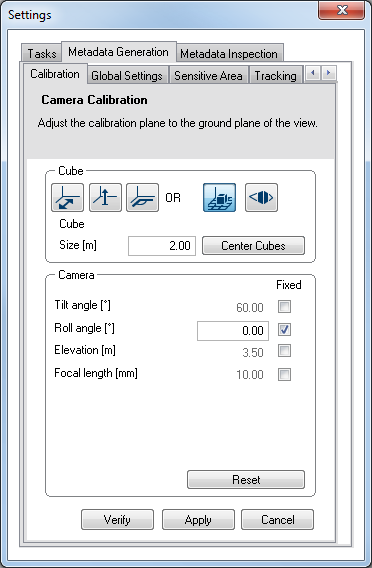 Settings
Tasks Metadata Generation Metadata Inspection
Calibration Global Settings Sensitive Area Tracking
Camera Calibration
Adjust the calibration plane to the ground plane of the view.
Cube
OR
Cube
Size [m] 2.00 Center Cubes
Camera
Fixed
Tilt angle [°] 60.00
Roll angle [°] 0.00
Elevation [m] 3.50
Focal length [mm] 10.00
Reset
Verify Apply Cancel